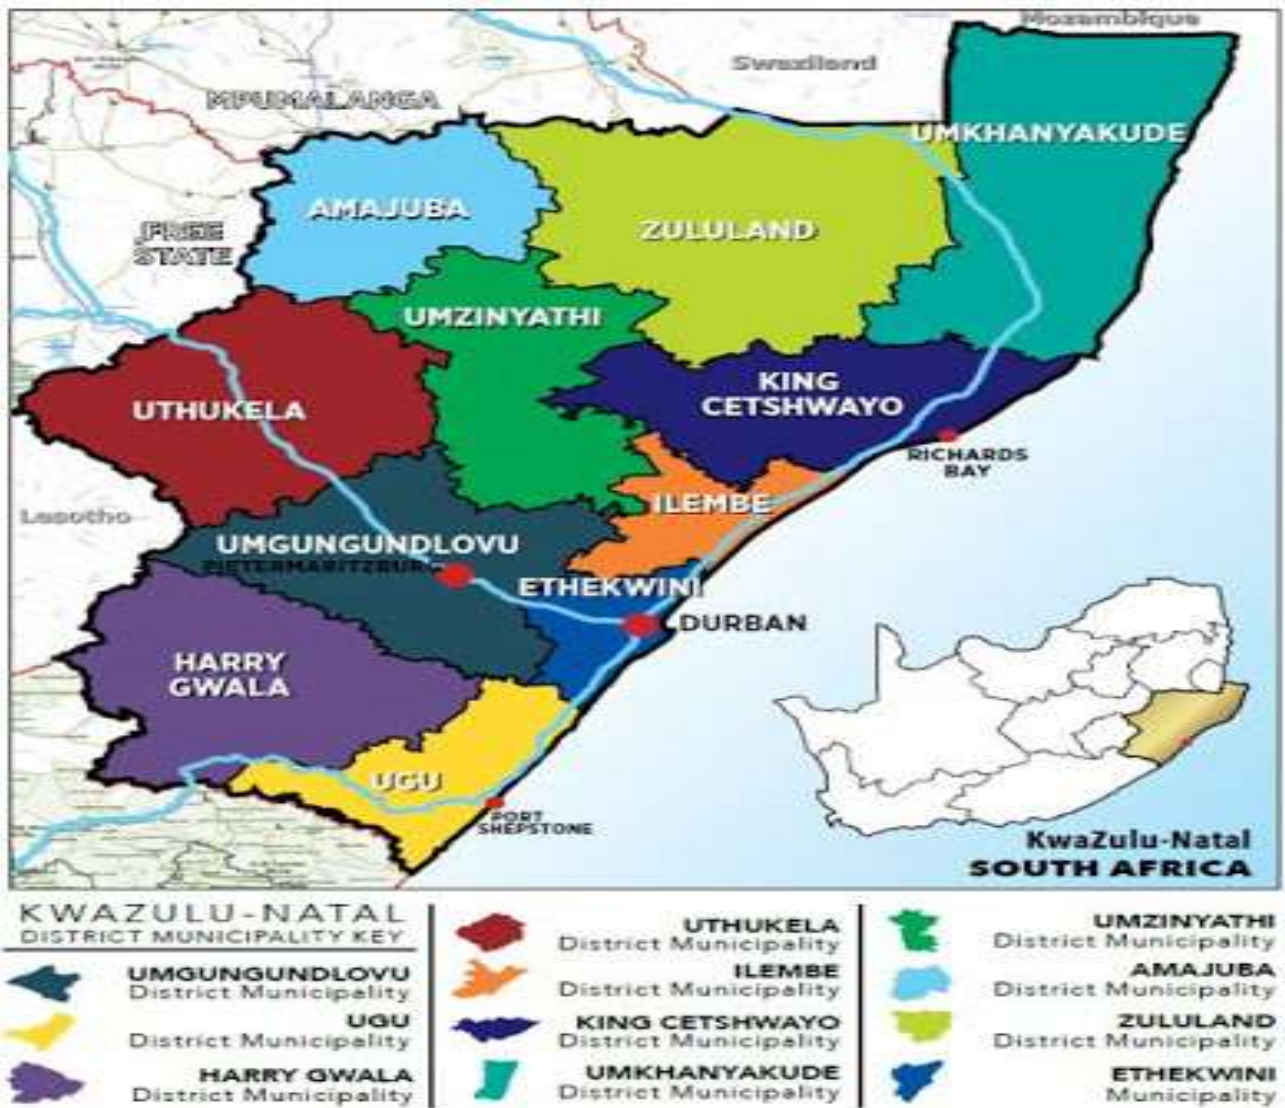 Mozambique
Swaziland
MPUMALANGA
UMKHANYAKUDE
AMAJUBA
FREE
STATE
ZULULAND
UMZINYATHI
KING
CETSHWAYO
UTHUKELA
RICHARDS
BAY
ILEMBE
Lesotho
UMGUNGUNDLOVU
PIETERMARITZBUR
ETHEKWINI
DURBAN
HARRY
GWALA
UGU
PORT
SHEPSTONE
KwaZulu-Natal
SOUTH AFRICA
KWAZULU-NATAL
DISTRICT MUNICIPALITY KEY
UMGUNGUNDLOVU
District Municipality
UGU
District Municipality
HARRY GWALA
District Municipality
UTHUKELA
District Municipality
ILEMBE
District Municipality
KING CETSHWAYO
District Municipality
UMKHANYAKUDE
District Municipality
UMZINYATHI
District Municipality
AMAJUBA
District Municipality
ZULULAND
District Municipality
ETHEKWINI
Municipality